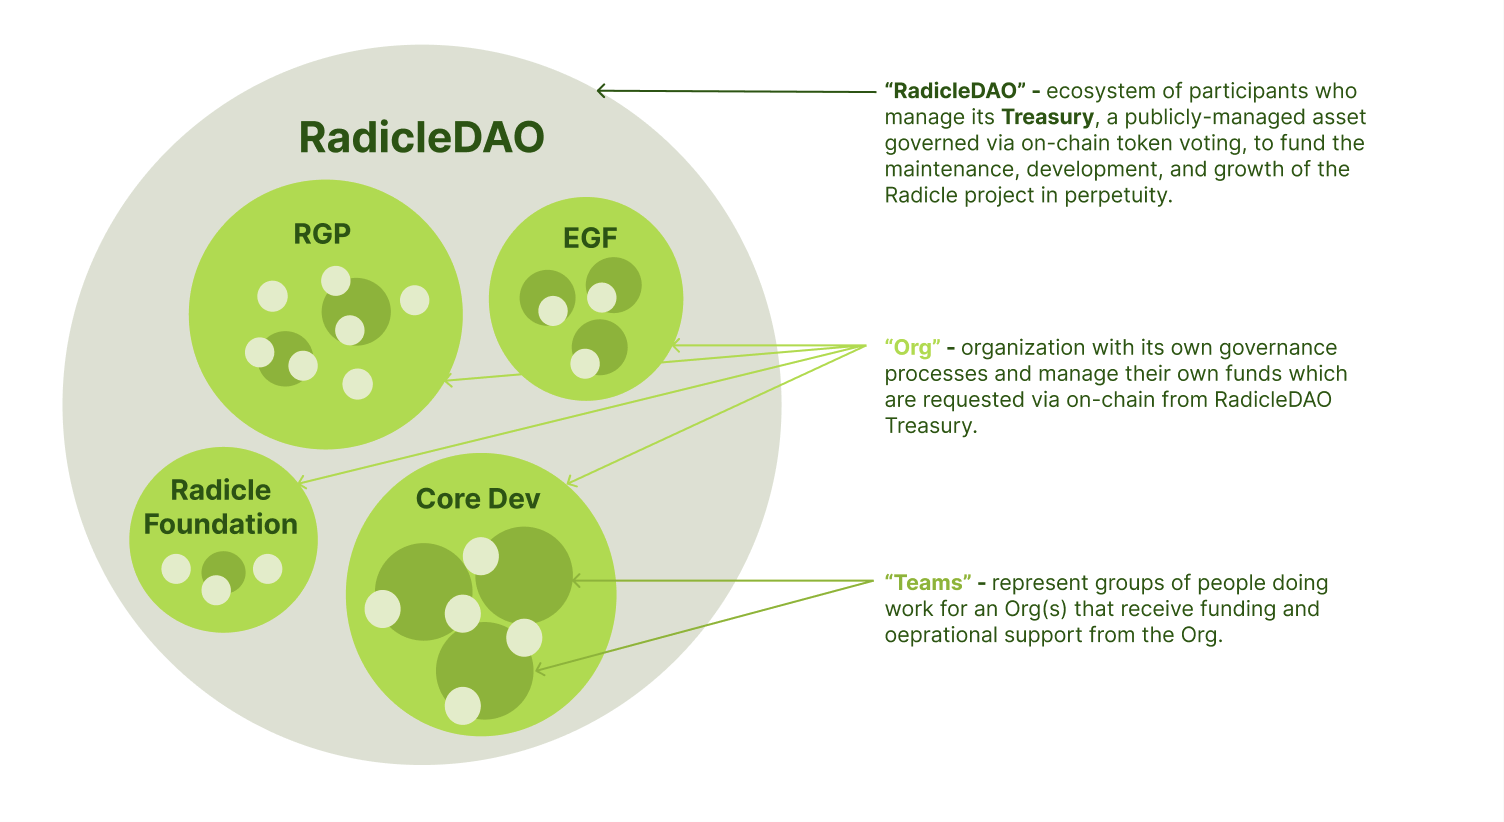 RadicleDAO
RGP
EGF
Radicle
Foundation
Core Dev
“RadicleDAO” - ecosystem of participants who
manage its Treasury, a publicly-managed asset
governed via on-chain token voting, to fund the
maintenance, development, and growth of the
Radicle project in perpetuity.
“Org” - organization with its own governance
processes and manage their own funds which
are requested via on-chain from RadicleDAO
Treasury.
“Teams” - represent groups of people doing
work for an Org(s) that receive funding and
oeprational support from the Org.